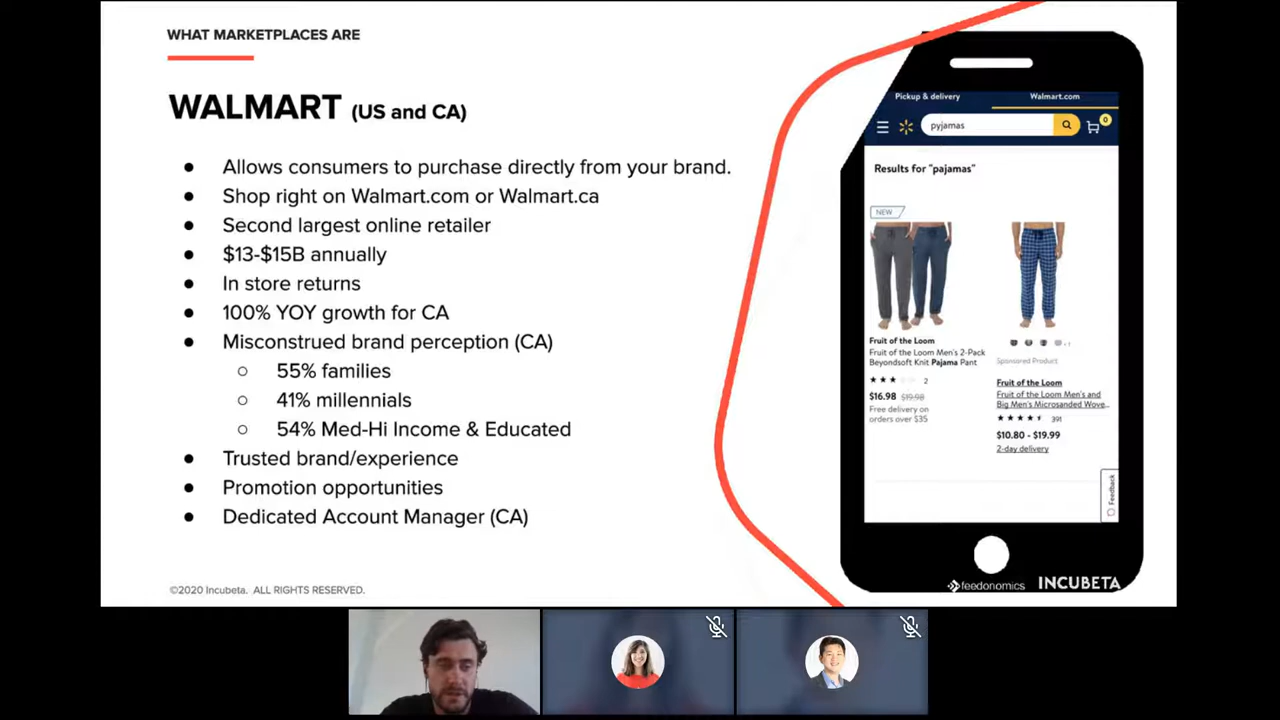 WHAT MARKETPLACES ARE
WALMART (US and CA)
● Allows consumers to purchase directly from your brand.
● Shop right on Walmart.com or Walmart.ca
● Second largest online retailer
● $13-$15B annually
● In store returns
● 100% YOY growth for CA
● Misconstrued brand perception (CA)
○ 55% families
○ 41% millennials
○ 54% Med-Hi Income & Educated
● Trusted brand/experience
● Promotion opportunities
● Dedicated Account Manager (CA)
©2020 Incubeta. ALL RIGHTS RESERVED.
Pickup & delivery Walmart.com
pyjamas
0
Results for "pajamas"
NEW
Fruit of the Loom
Fruit of the Loom Men's 2-Pack
Beyondsoft Knit Pajama Pant
2
$16.98 $19.98
Free delivery on
orders over $35
Sponsored Product
Fruit of the Loom
Fruit of the Loom Men's and
Big Men's Microsanded Wove...
391
$10.80 - $19.99
2-day delivery
Feedback
feedonomics INCUBETA